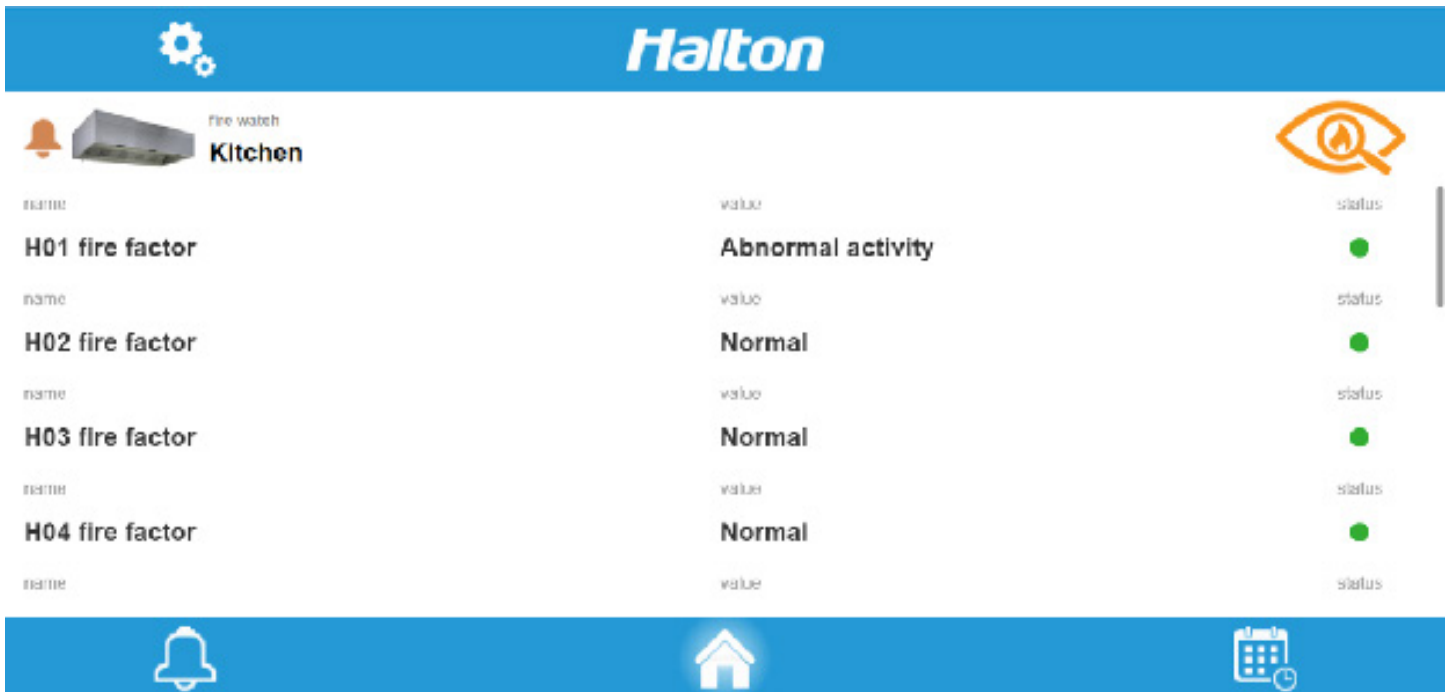 Halton
fire watch
Kitchen
name value status
H01 fire factor Abnormal activity
name value status
H02 fire factor Normal
name value status
H03 fire factor Normal
name value status
H04 fire factor Normal
name value status